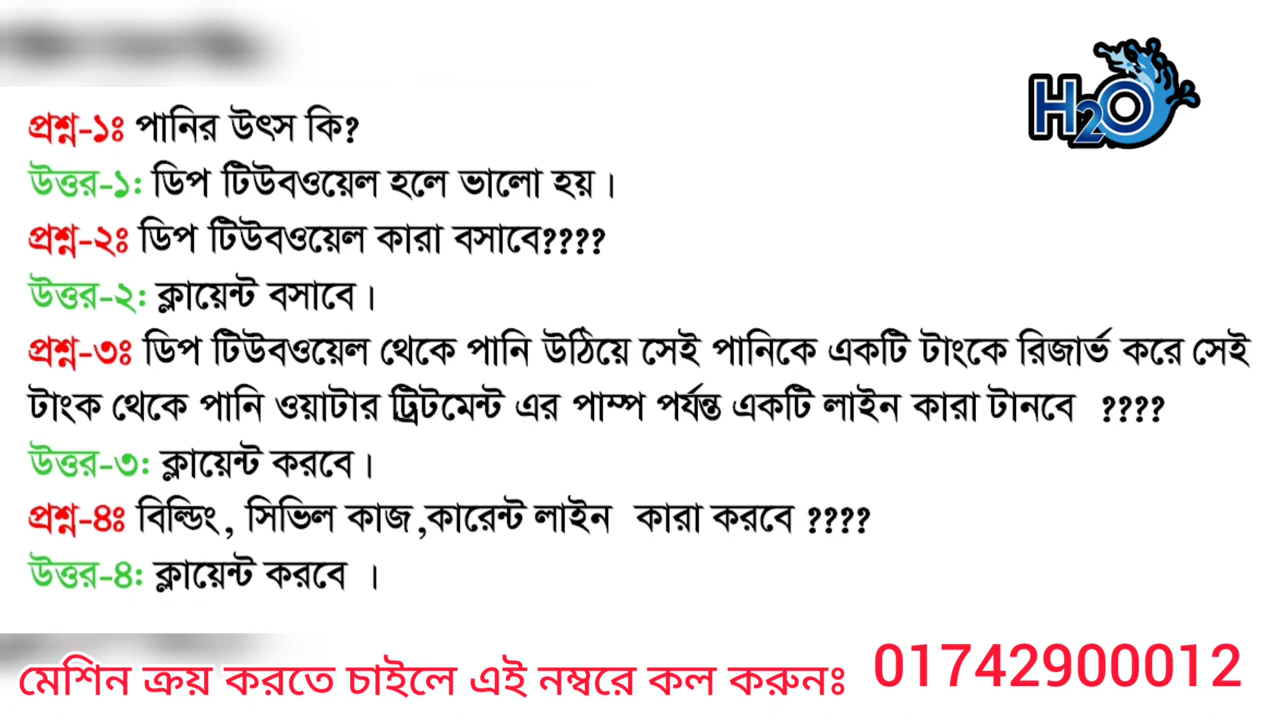 H2O
প্রশ্ন-১ঃ পানির উৎস কি?
উত্তর-১: ডিপ টিউবওয়েল হলে ভালো হয়।
প্রশ্ন-২ঃ ডিপ টিউবওয়েল কারা বসাবে????
উত্তর-২: ক্লায়েন্ট বসাবে।
প্রশ্ন-৩ঃ ডিপ টিউবওয়েল থেকে পানি উঠিয়ে সেই পানিকে একটি টাংকে রিজার্ভ করে সেই
টাংক থেকে পানি ওয়াটার ট্রিটমেন্ট এর পাম্প পর্যন্ত একটি লাইন কারা টানবে ????
উত্তর-৩: ক্লায়েন্ট করবে।
প্রশ্ন-৪ঃ বিল্ডিং, সিভিল কাজ ,কারেন্ট লাইন কারা করবে ????
উত্তর-৪: ক্লায়েন্ট করবে ।
মেশিন ক্রয় করতে চাইলে এই নম্বরে কল করুনঃ 01742900012